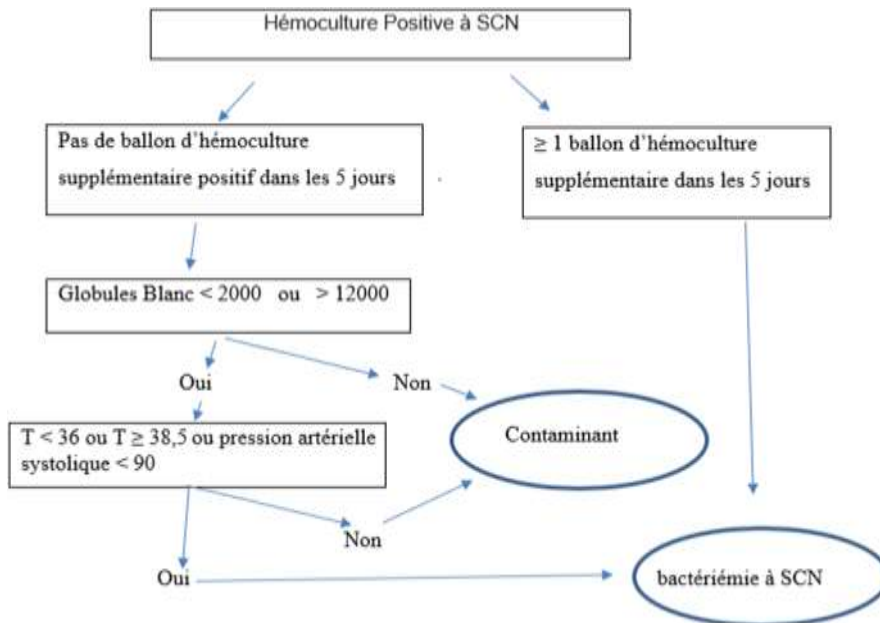 Hémoculture Positive à SCN
Pas de ballon d'hémoculture
supplémentaire positif dans les 5 jours
≥ 1 ballon d'hémoculture
supplémentaire dans les 5 jours
Globules Blanc < 2000 ou > 12000
Oui
Non
T < 36 ou T ≥ 38,5 ou pression artérielle
systolique < 90
Contaminant
Non
Oui
bactériémie à SCN